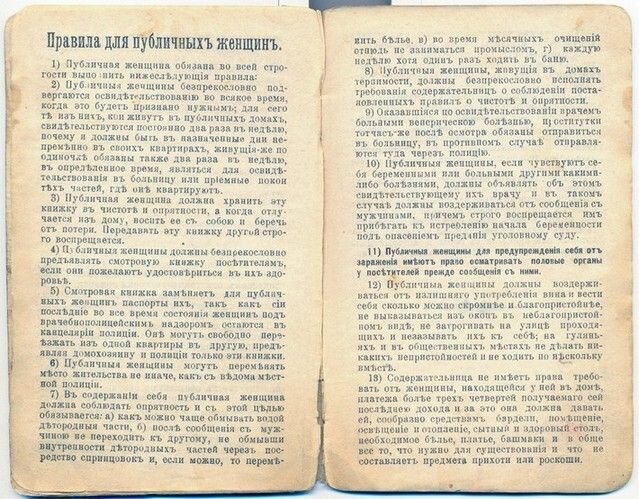 Правила для публичныхъ женщинъ.
1) Публичная женщина обязана во всей стро-
гости выполнить нижеслѣдующія правила:
2) Публичныя женщины безпрекословно под-
вергаются освидѣтельствованію во всякое время,
когда это будетъ признано нужнымъ; для сего
тѣ изъ нихъ, кои живутъ въ публичныхъ домахъ,
свидѣтельствуются постоянно два раза въ недѣлю,
почему и должны быть въ назначенные дни не-
премѣнно въ своихъ квартирахъ, живущія-же по
одиночкѣ обязаны также два раза въ недѣлю,
въ опредѣленное время, являться для освидѣ-
тельствованія въ больницу или пріемные покои
тѣхъ частей, гдѣ онѣ квартируютъ.
3) Публичная женщина должна хранить эту
книжку въ чистотѣ и опрятности, а когда отлу-
чается изъ дому, носить ее съ собою и беречь
отъ потери. Передавать эту книжку другой стро-
го воспрещается.
4) Публичныя женщины должны безпрекословно
предъявлять смотровую книжку посѣтителямъ,
если они пожелаютъ удостовѣриться въ ихъ здо-
ровьѣ.
5) Смотровая книжка замѣняетъ для публич-
ныхъ женщинъ паспорты ихъ, такъ какъ сіи
послѣдніе во все время состоянія женщинъ подъ
врачебнополицейскимъ надзоромъ остаются въ
канцеляріи полиціи. Онѣ могутъ свободно пере-
ѣзжать изъ одной квартиры въ другую, предъ-
являя домохозяину и полиціи только эти книжки.
6) Публичныя женщины могутъ перемѣнять
мѣсто жительства не иначе, какъ съ вѣдома мѣст-
ной полиціи.
7) Въ содержаніи себя публичная женщина
должна соблюдать опрятность и съ этой цѣлью
обязывается: а) какъ можно чаще обмывать водой
дѣтородныя части, б) послѣ сообщенія съ муж-
чиною не переходить къ другому, не обмывши
внутренности дѣтородныхъ частей черезъ пос-
редство спринцовокъ и, если можно, то перемѣ-
нить бѣлье, в) во время мѣсячныхъ очищеній
отнюдь не заниматься промысломъ, г) каждую
недѣлю хотя одинъ разъ ходить въ баню.
8) Публичныя женщины, живущія въ домахъ
терпимости, должны безпрекословно исполнять
требованія содержательницъ о соблюденіи поста-
новленныхъ правилъ о чистотѣ и опрятности.
9) Оказавшіяся по освидѣтельствованіи врачемъ
больными венерическою болѣзнью, проститутки
тотчасъ-же послѣ осмотра обязаны отправиться
въ больницу, въ противномъ случаѣ отправля-
ются туда черезъ полицію.
10) Публичныя женщины, если чувствуютъ се-
бя беременными или больными другими какими-
либо болѣзнями, должны объявлять объ этомъ
свидѣтельствующему ихъ врачу и въ такомъ
случаѣ должны воздерживаться отъ сообщенія съ
мужчинами, причемъ строго воспрещается имъ
прибѣгать къ истребленію начала беременности
подъ опасеніемъ преданія уголовному суду.
11) Публичныя женщины для предупрежденія себя отъ
зараженія имѣютъ право осматривать половые органы
у посѣтителей прежде сообщенія съ ними.
12) Публичныя женщины должны воздержи-
ваться отъ излишняго употребленія вина и вести
себя сколько можно скромнѣе и благопристойнѣе,
не выказываться изъ оконъ въ неблагопристой-
номъ видѣ, не затрогивать на улицѣ проходя-
щихъ и незазывать ихъ къ себѣ; на гулянь-
яхъ и въ общественныхъ мѣстахъ не дѣлать ни-
какихъ непристойностей и не ходить по нѣсколку
вмѣстѣ.
13) Содержательница не имѣетъ права требо-
вать отъ женщины, находящейся у ней въ домѣ,
платежа болѣе трехъ четвертей получаемаго сей
послѣднею дохода и за это она должна давать
ей, сообразно средствамъ бардели, помѣщеніе,
освѣщеніе и отопленіе, сытный и здоровый столъ,
необходимое бѣлье, платье, башмаки и въ обще
все то, что нужно для существованія и что не
составляетъ предмета прихоти или роскоши.